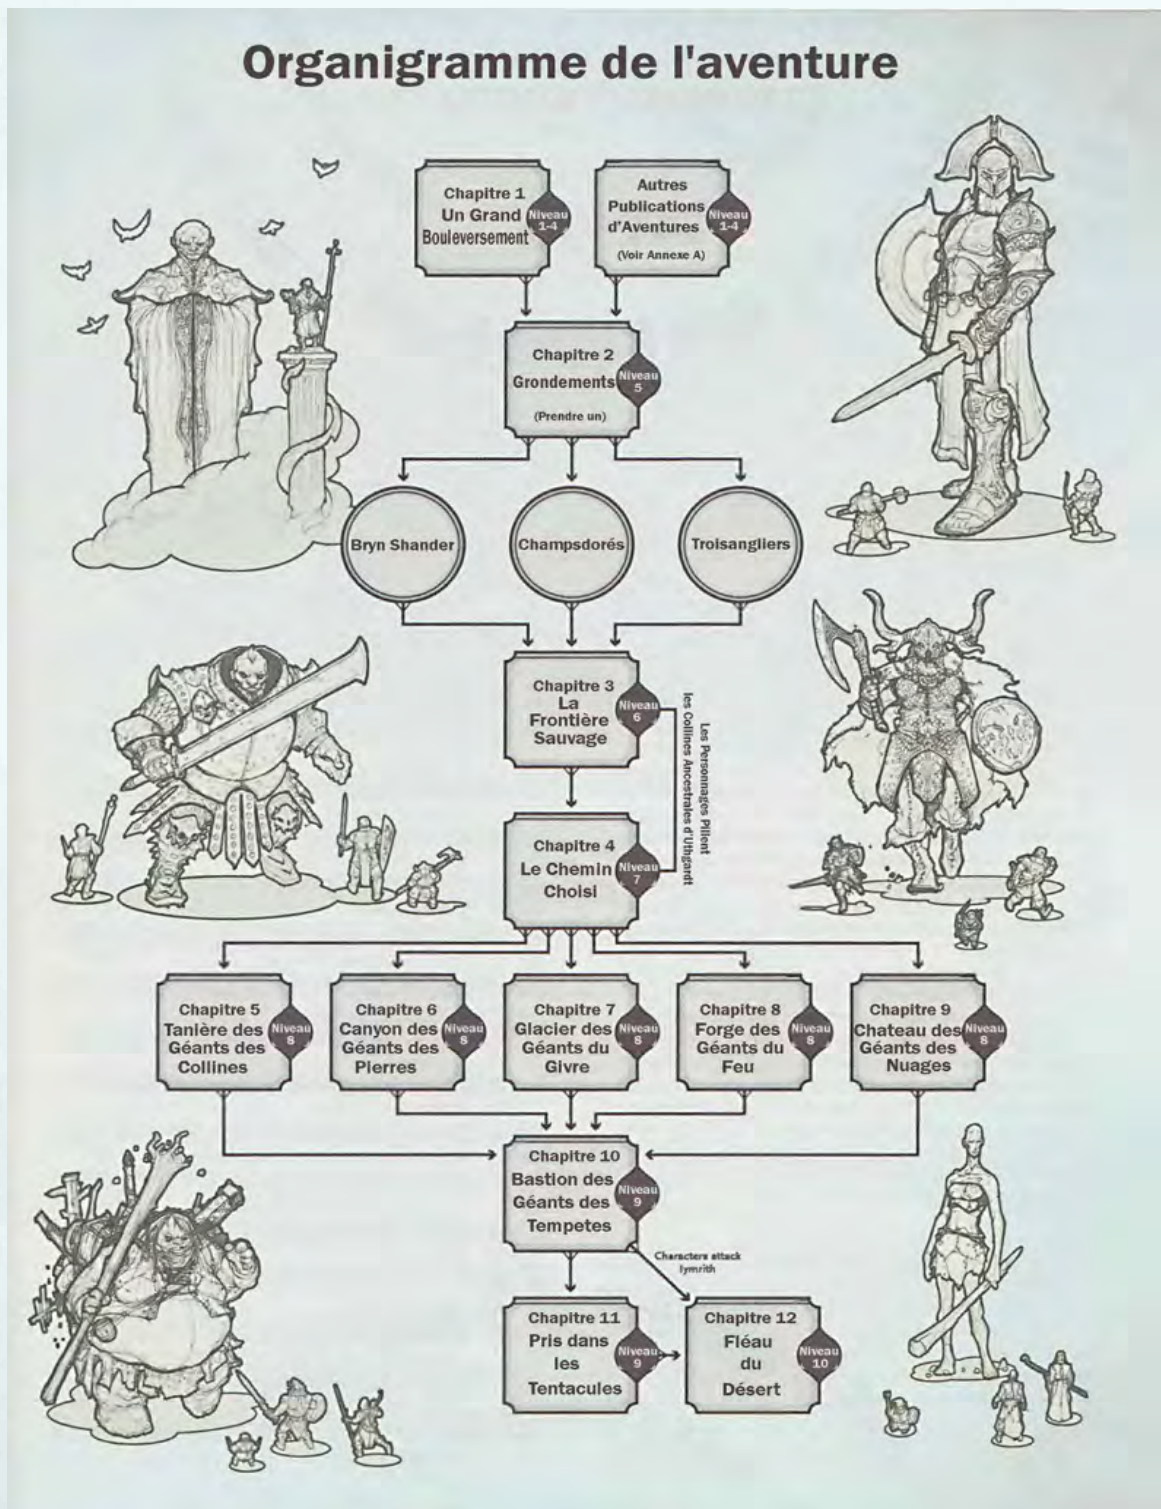 Organigramme de l'aventure
Chapitre 1
Un Grand
Bouleversement
Niveau
1-4
Autres
Publications
d'Aventures
(Voir Annexe A)
Niveau
1-4
Chapitre 2
Grondements
(Prendre un)
Niveau
5
Bryn Shander
Champsdorés
Troisangliers
Chapitre 3
La
Frontière
Sauvage
Niveau
6
Les Personnages Pillent
les Collines Ancestrales d'Uthgardt
Chapitre 4
Le Chemin
Choisi
Niveau
7
Chapitre 5
Tanière des
Géants des
Collines
Niveau
8
Chapitre 6
Canyon des
Géants des
Pierres
Niveau
8
Chapitre 7
Glacier des
Géants du
Givre
Niveau
8
Chapitre 8
Forge des
Géants du
Feu
Niveau
8
Chapitre 9
Chateau des
Géants des
Nuages
Niveau
8
Chapitre 10
Bastion des
Géants des
Tempetes
Niveau
9
Characters attack
Iymrith
Chapitre 11
Pris dans
les
Tentacules
Niveau
9
Chapitre 12
Fléau
du
Désert
Niveau
10